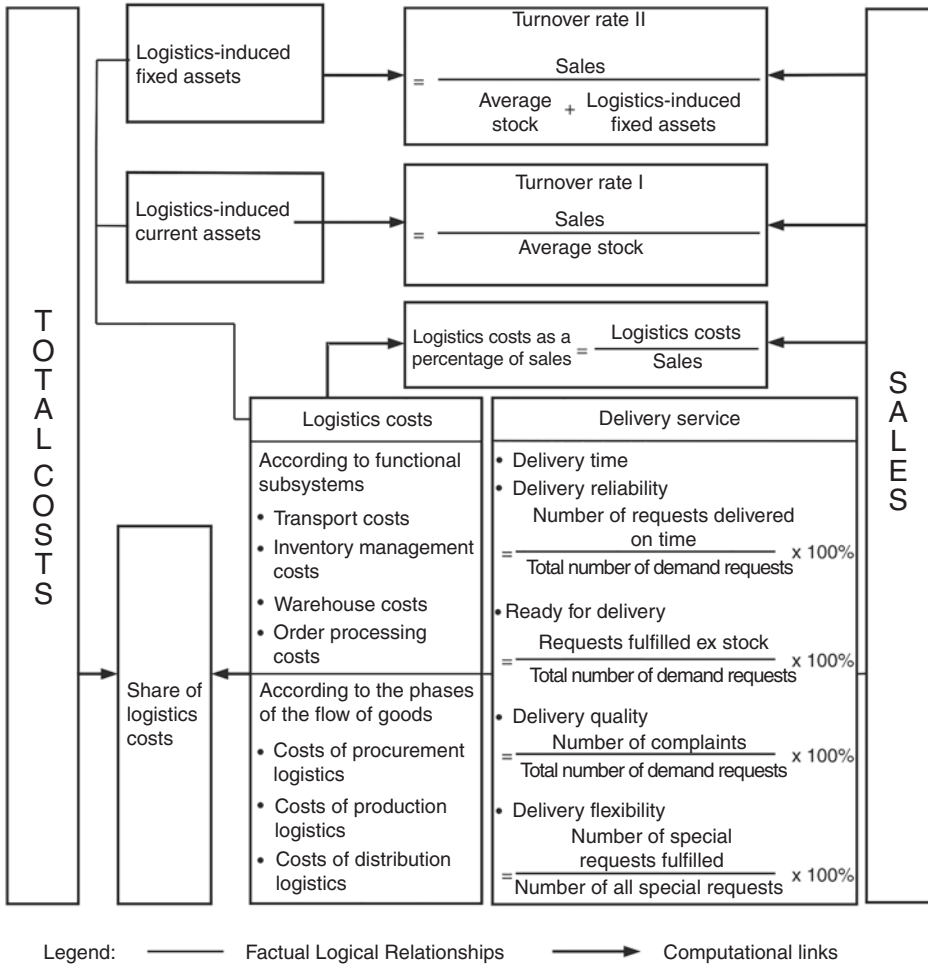 TOTAL COSTS
Logistics-induced
fixed assets
Turnover rate II
=
Sales
Average
stock
+
Logistics-induced
fixed assets
Logistics-induced
current assets
Turnover rate I
=
Sales
Average stock
Logistics costs as a
percentage of sales
=
Logistics costs
Sales
SALES
Share of
logistics
costs
Logistics costs
According to functional
subsystems
• Transport costs
• Inventory management
costs
• Warehouse costs
• Order processing
costs
According to the phases
of the flow of goods
• Costs of procurement
logistics
• Costs of production
logistics
• Costs of distribution
logistics
Delivery service
• Delivery time
• Delivery reliability
Number of requests delivered
on time
= x 100%
Total number of demand requests
• Ready for delivery
Requests fulfilled ex stock
= x 100%
Total number of demand requests
• Delivery quality
Number of complaints
= x 100%
Total number of demand requests
• Delivery flexibility
Number of special
requests fulfilled
= x 100%
Number of all special requests
Legend: Factual Logical Relationships Computational links